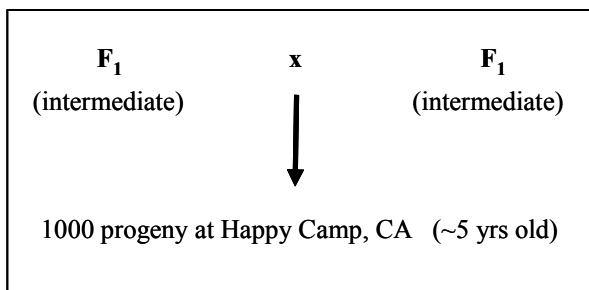 F1 x F1
(intermediate) (intermediate)
1000 progeny at Happy Camp, CA (~5 yrs old)